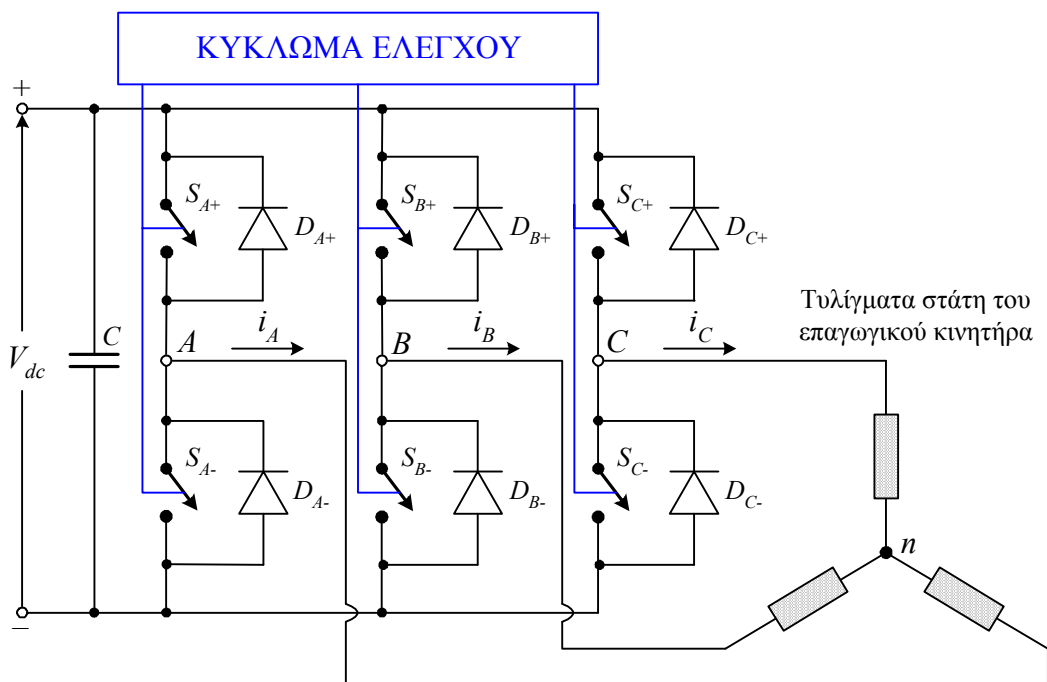 ΚΥΚΛΩΜΑ ΕΛΕΓΧΟΥ
+
S_{A+}
D_{A+}
S_{B+}
D_{B+}
S_{C+}
D_{C+}
Τυλίγματα στάτη του
επαγωγικού κινητήρα
V_{dc}
C
A
i_A
B
i_B
C
i_C
S_{A-}
D_{A-}
S_{B-}
D_{B-}
S_{C-}
D_{C-}
n
−